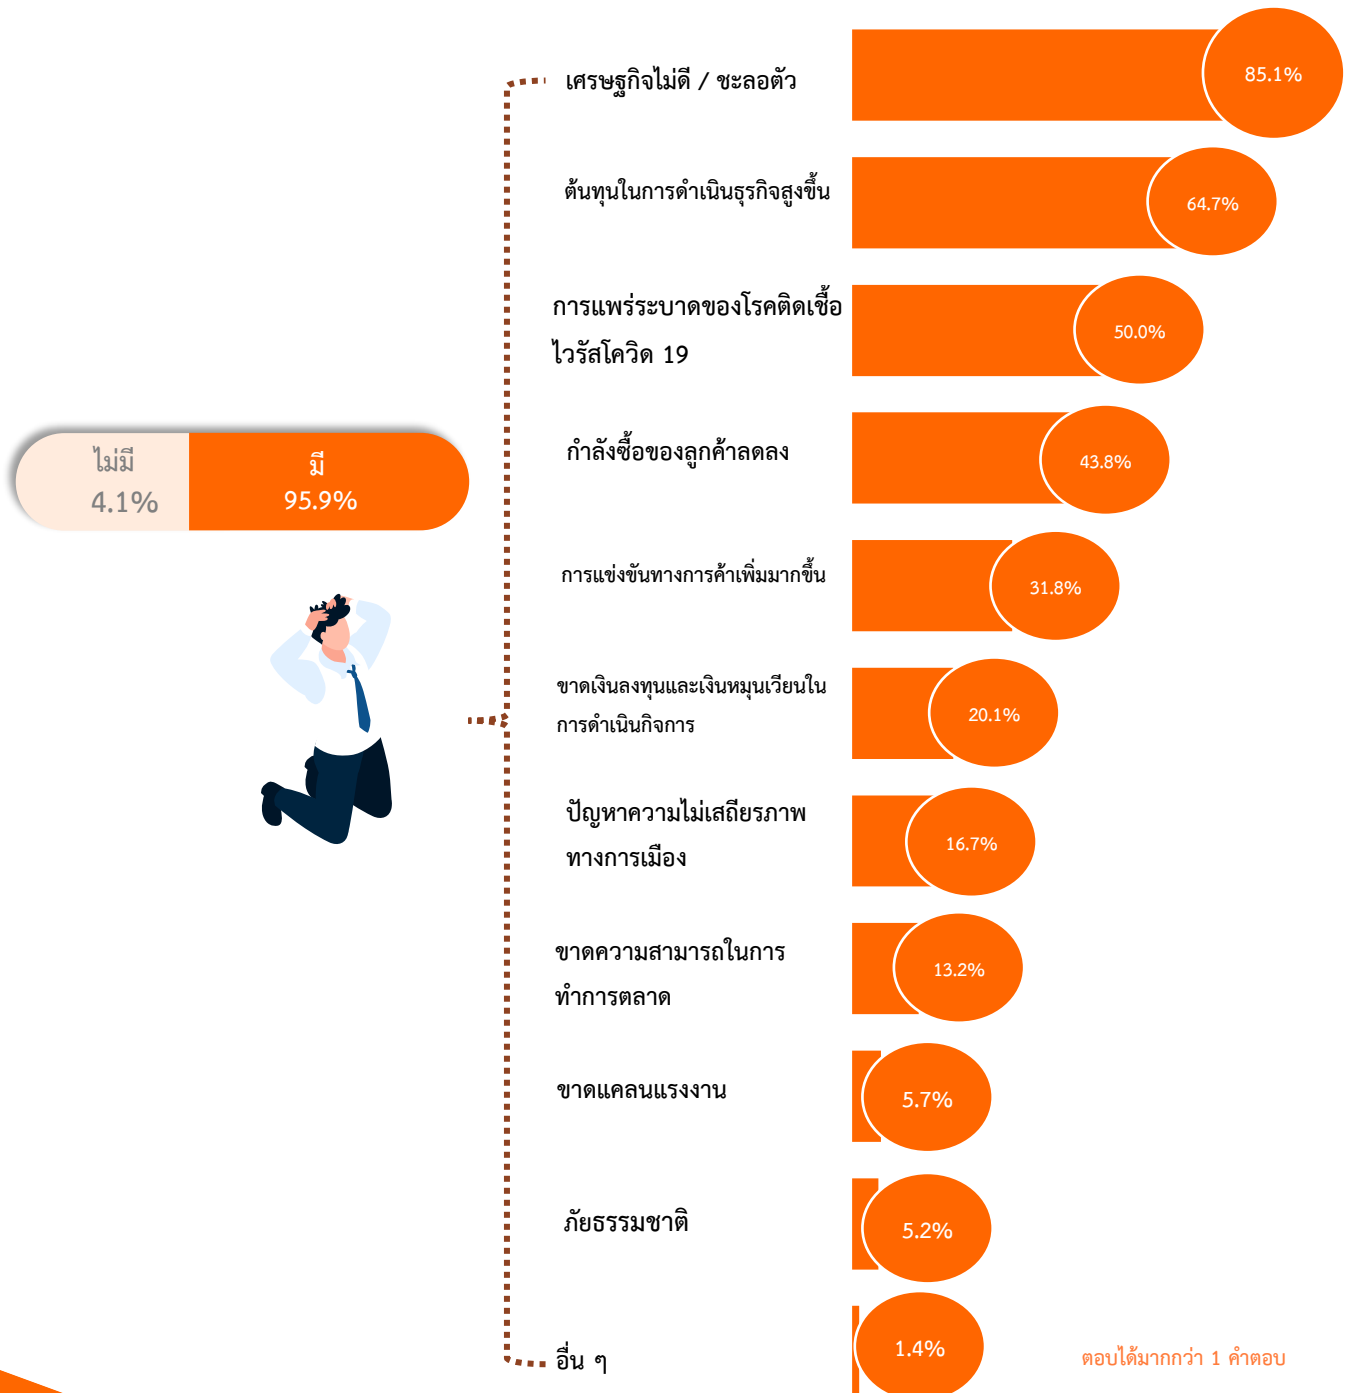 เศรษฐกิจไม่ดี / ชะลอตัว
85.1%
ต้นทุนในการดำเนินธุรกิจสูงขึ้น
64.7%
การแพร่ระบาดของโรคติดเชื้อ
ไวรัสโควิด 19
50.0%
กำลังซื้อของลูกค้าลดลง
43.8%
ไม่มี
4.1%
มี
95.9%
การแข่งขันทางการค้าเพิ่มมากขึ้น
31.8%
ขาดเงินลงทุนและเงินหมุนเวียนใน
การดำเนินกิจการ
20.1%
ปัญหาความไม่เสถียรภาพ
ทางการเมือง
16.7%
ขาดความสามารถในการ
ทำการตลาด
13.2%
ขาดแคลนแรงงาน
5.7%
ภัยธรรมชาติ
5.2%
อื่น ๆ
1.4%
ตอบได้มากกว่า 1 คำตอบ